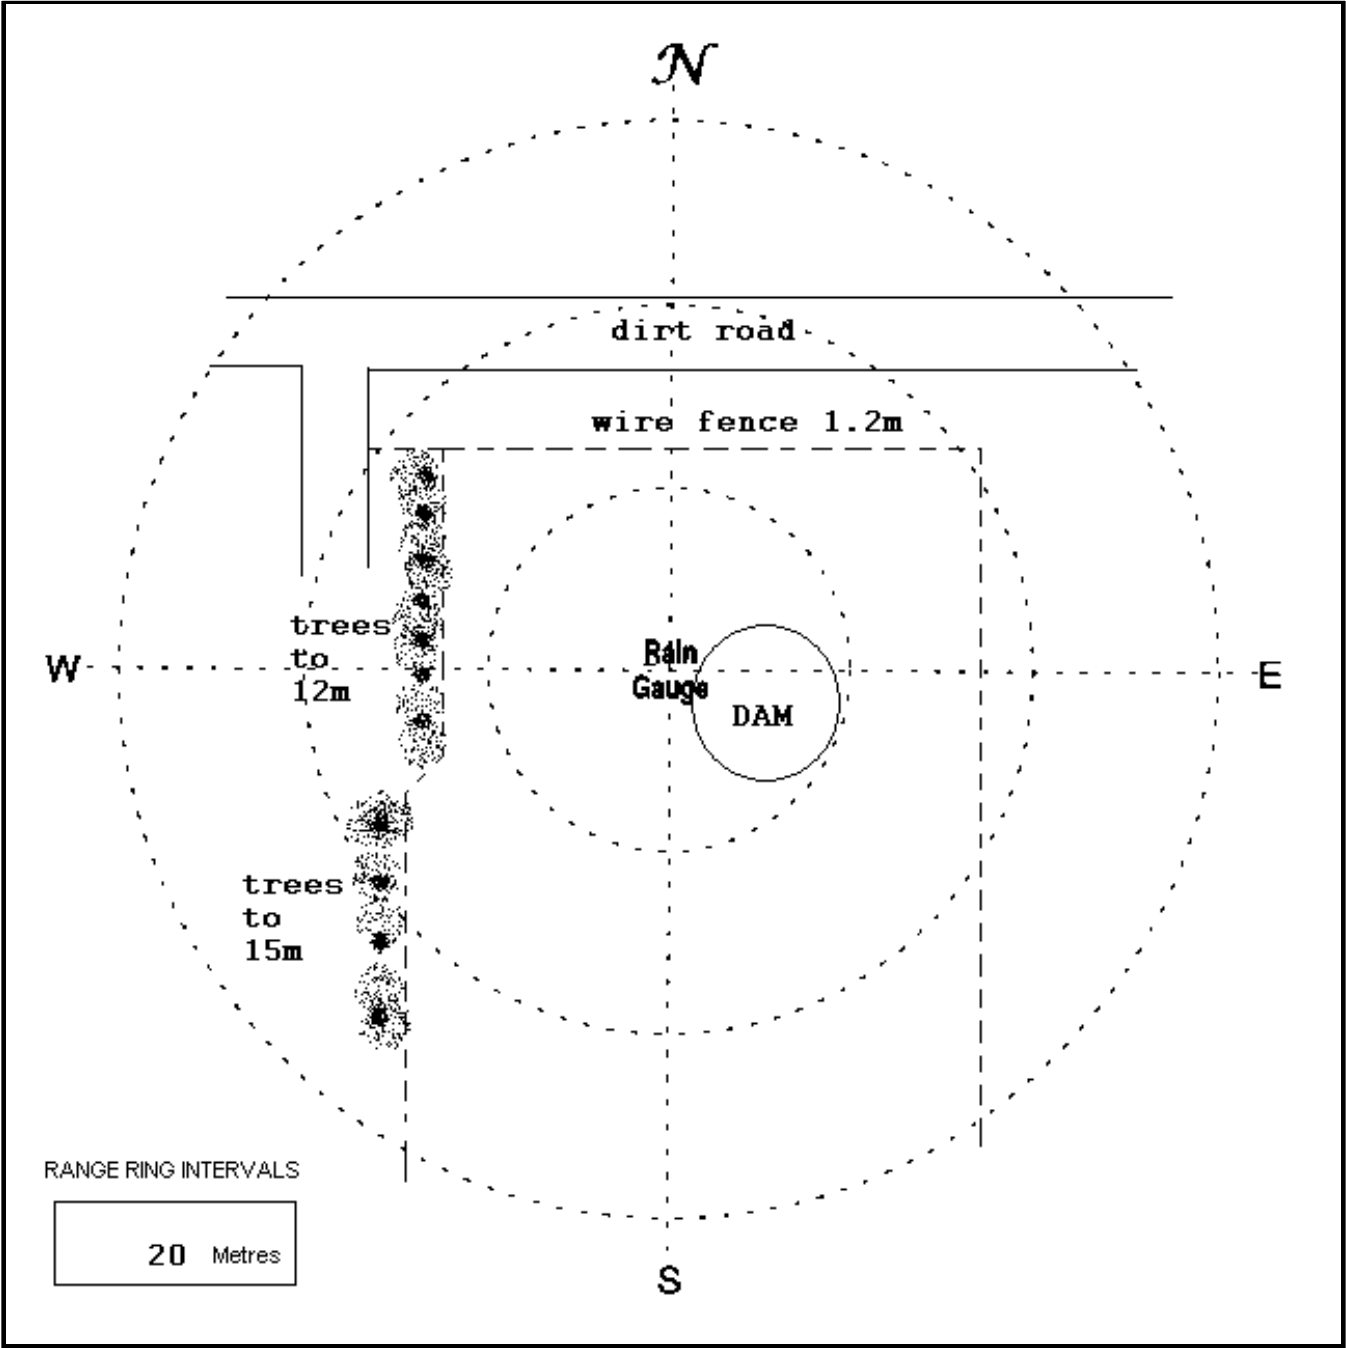 N
dirt road
wire fence 1.2m
trees
to
12m
W
Rain
Gauge
E
DAM
trees
to
15m
RANGE RING INTERVALS
20 Metres
S